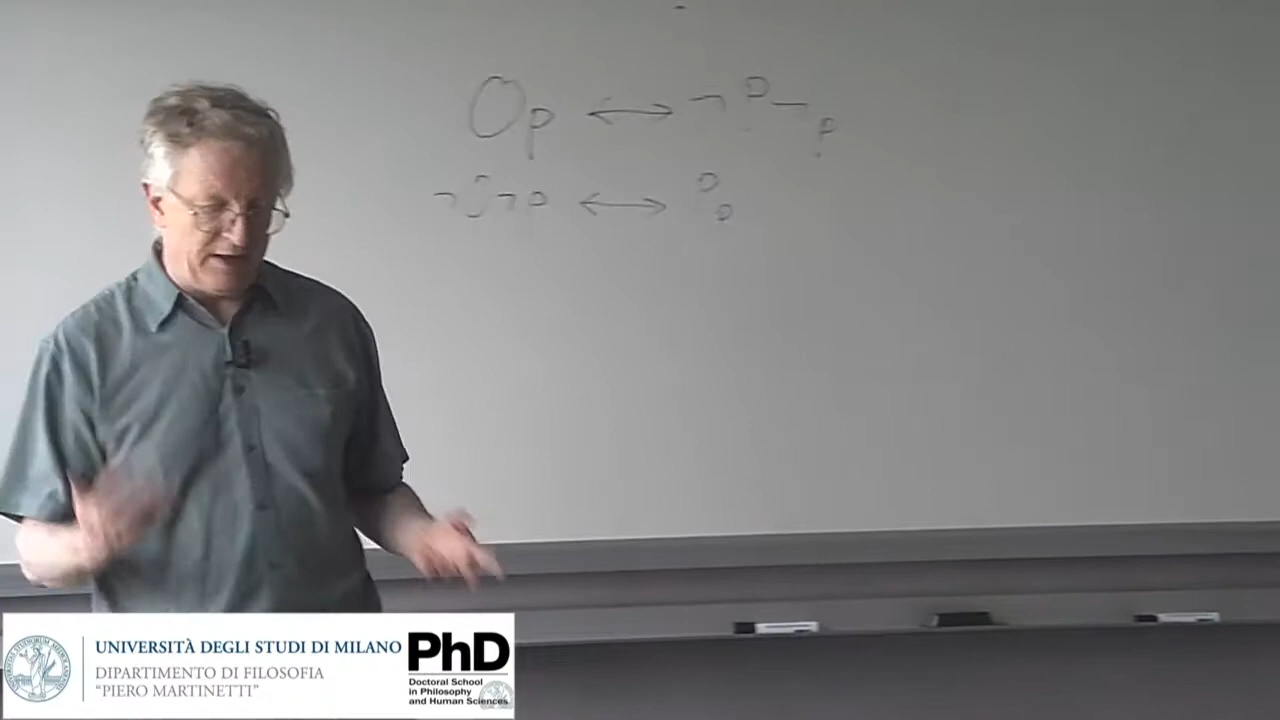 Op ↔ ¬P¬p
¬O¬p ↔ Pp
UNIVERSITÀ DEGLI STUDI DI MILANO
DIPARTIMENTO DI FILOSOFIA
“PIERO MARTINETTI”
PhD
Doctoral School
in Philosophy
and Human Sciences